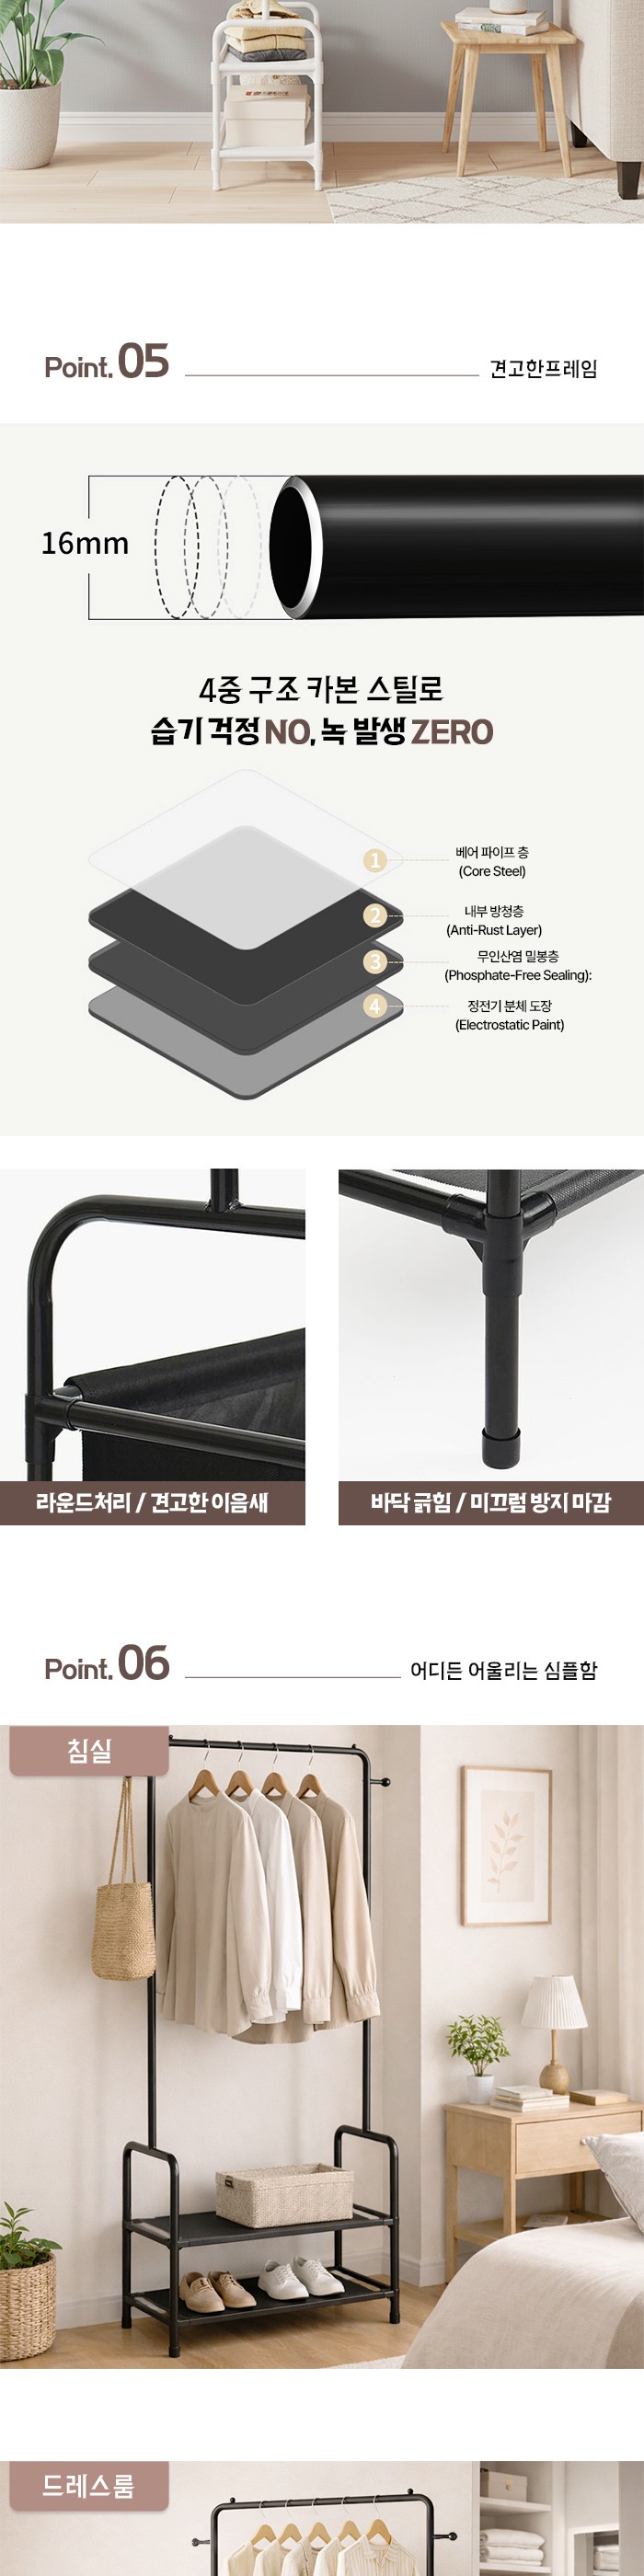 Point. 05
견고한프레임
16mm
4중 구조 카본 스틸로
습기 걱정 NO, 녹 발생 ZERO
1
베어 파이프 층
(Core Steel)
2
내부 방청층
(Anti-Rust Layer)
3
무인산염 밀봉층
(Phosphate-Free Sealing):
4
정전기 분체 도장
(Electrostatic Paint)
라운드처리 / 견고한 이음새
바닥 긁힘 / 미끄럼 방지 마감
Point. 06
어디든 어울리는 심플함
침실
드레스룸